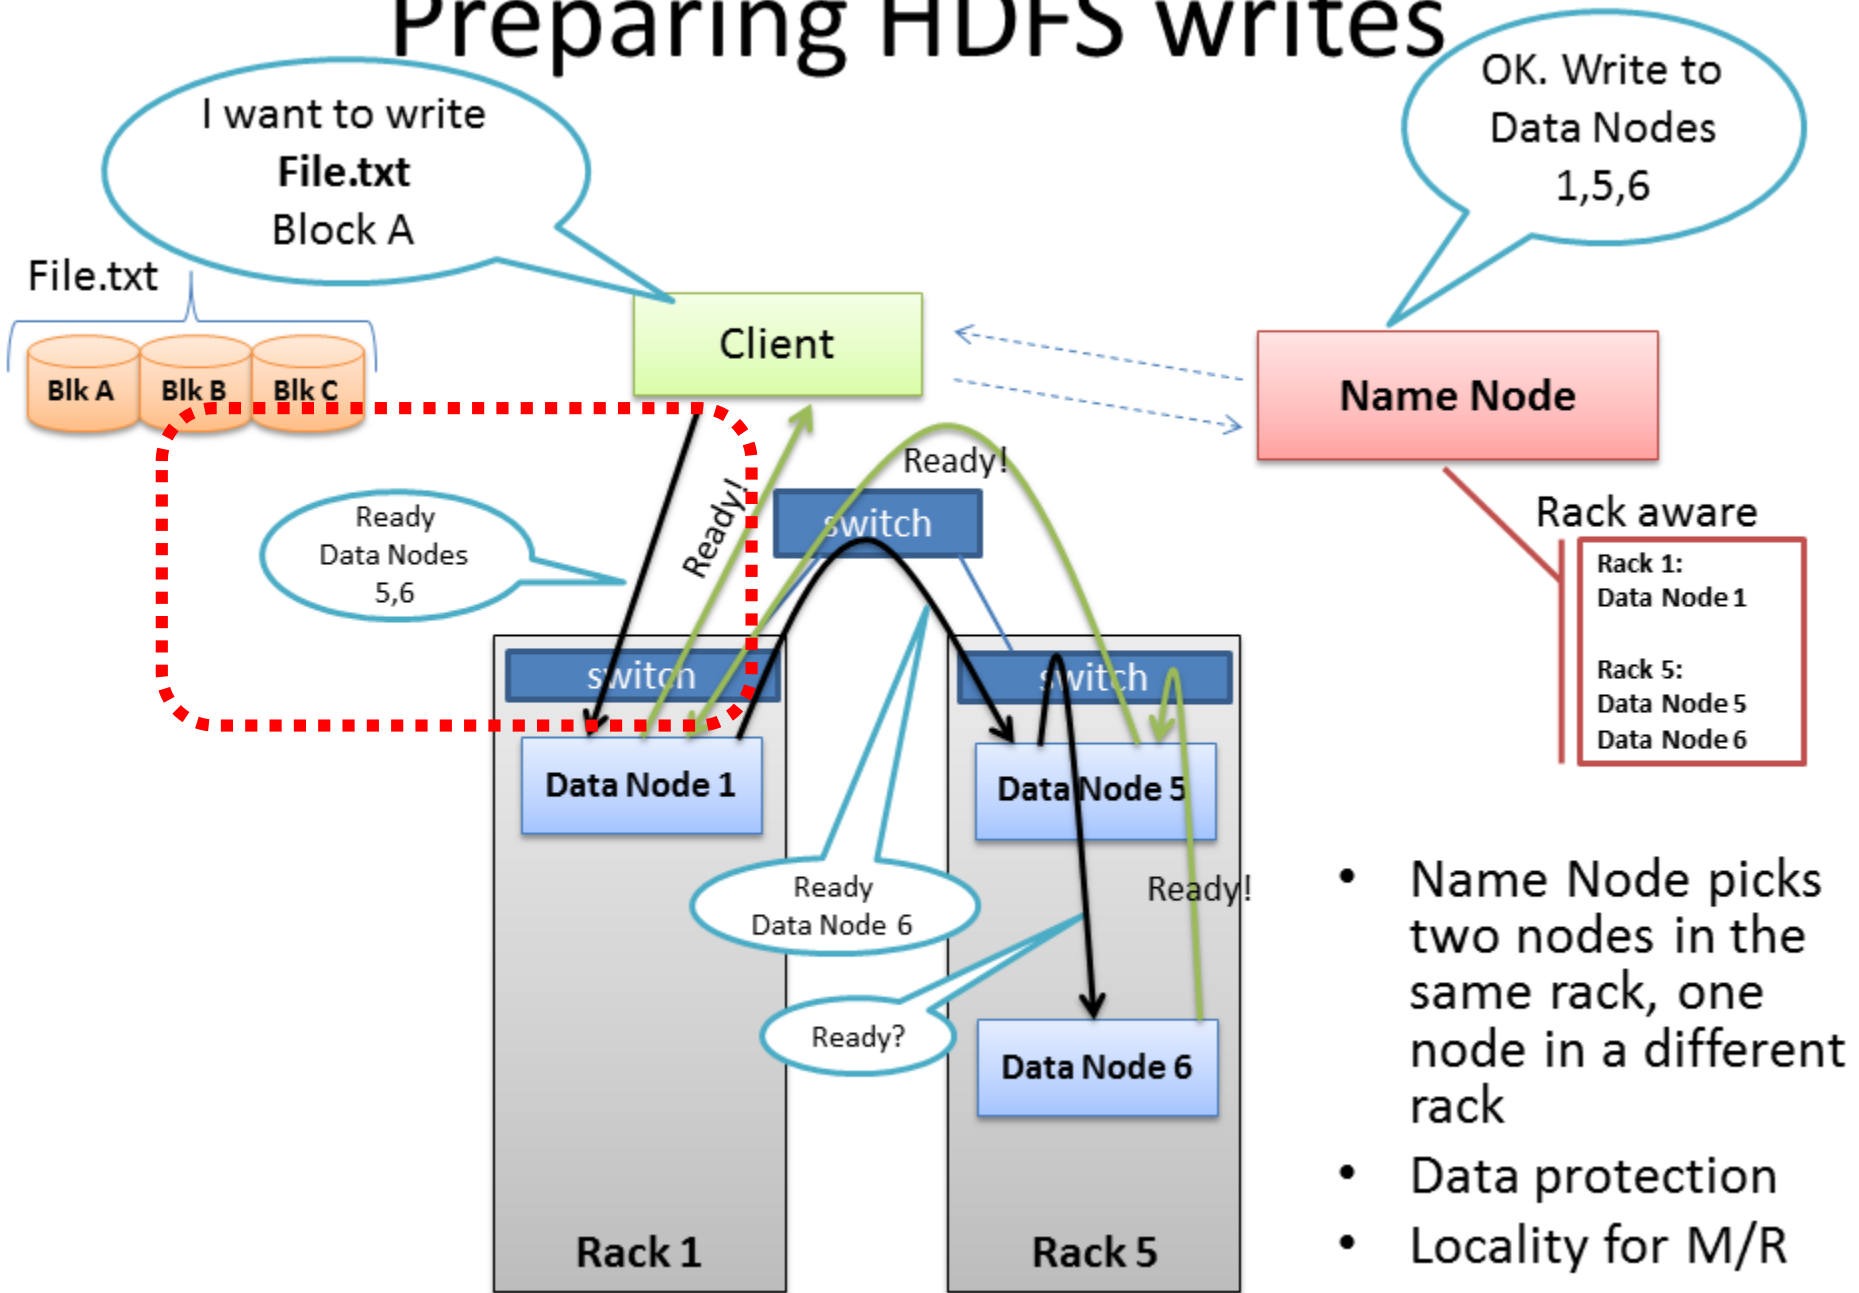 Preparing HDFS writes
I want to write
File.txt
Block A
OK. Write to
Data Nodes
1,5,6
File.txt
Blk A
Blk B
Blk C
Client
Name Node
Ready!
Ready!
switch
Ready
Data Nodes
5,6
Rack aware
Rack 1:
Data Node 1
Rack 5:
Data Node 5
Data Node 6
switch
switch
Data Node 1
Data Node 5
Ready
Data Node 6
Ready!
Ready?
Data Node 6
Rack 1
Rack 5
• Name Node picks
two nodes in the
same rack, one
node in a different
rack
• Data protection
• Locality for M/R